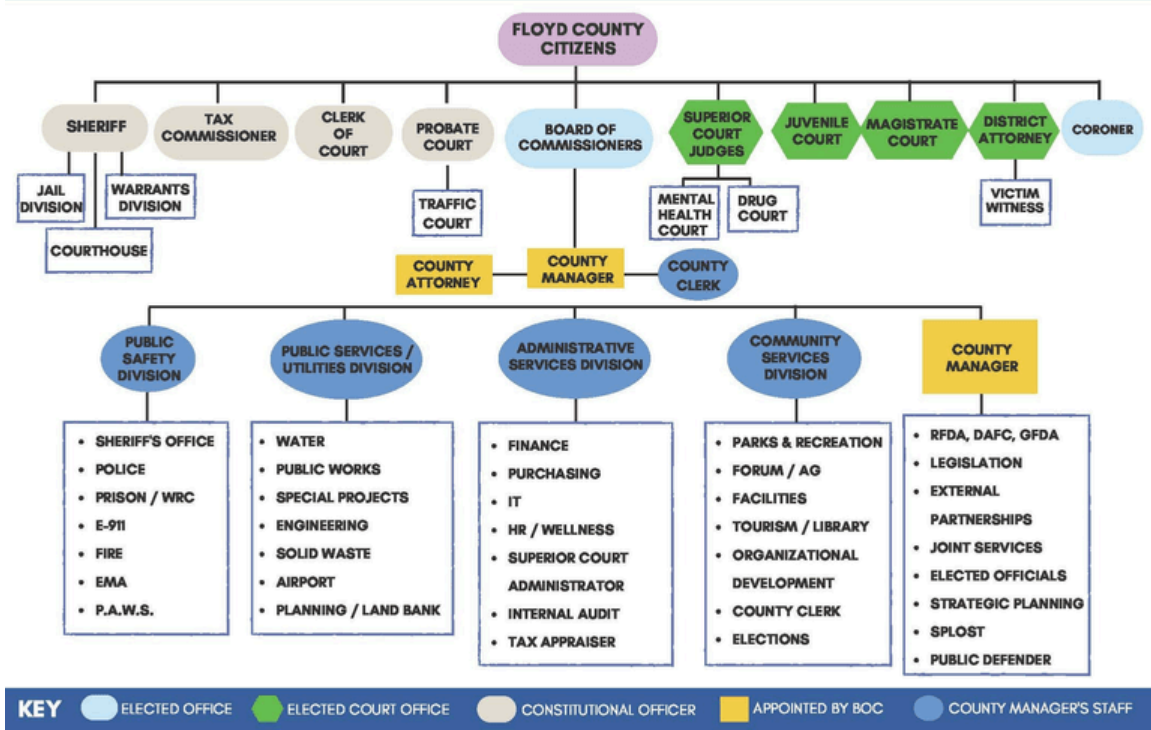 FLOYD COUNTY
CITIZENS
SHERIFF
TAX
COMMISSIONER
CLERK
OF
COURT
PROBATE
COURT
BOARD OF
COMMISSIONERS
SUPERIOR
COURT
JUDGES
JUVENILE
COURT
MAGISTRATE
COURT
DISTRICT
ATTORNEY
CORONER
JAIL
DIVISION
WARRANTS
DIVISION
COURTHOUSE
TRAFFIC
COURT
MENTAL
HEALTH
COURT
DRUG
COURT
VICTIM
WITNESS
COUNTY
ATTORNEY
COUNTY
MANAGER
COUNTY
CLERK
PUBLIC
SAFETY
DIVISION
PUBLIC SERVICES /
UTILITIES DIVISION
ADMINISTRATIVE
SERVICES DIVISION
COMMUNITY
SERVICES
DIVISION
COUNTY
MANAGER
• SHERIFF'S OFFICE
• POLICE
• PRISON / WRC
• E-911
• FIRE
• EMA
• P.A.W.S.
• WATER
• PUBLIC WORKS
• SPECIAL PROJECTS
• ENGINEERING
• SOLID WASTE
• AIRPORT
• PLANNING / LAND BANK
• FINANCE
• PURCHASING
• IT
• HR / WELLNESS
• SUPERIOR COURT
ADMINISTRATOR
• INTERNAL AUDIT
• TAX APPRAISER
• PARKS & RECREATION
• FORUM / AG
• FACILITIES
• TOURISM / LIBRARY
• ORGANIZATIONAL
DEVELOPMENT
• COUNTY CLERK
• ELECTIONS
• RFDA, DAFC, GFDA
• LEGISLATION
• EXTERNAL
PARTNERSHIPS
• JOINT SERVICES
• ELECTED OFFICIALS
• STRATEGIC PLANNING
• SPLOST
• PUBLIC DEFENDER
KEY
ELECTED OFFICE
ELECTED COURT OFFICE
CONSTITUTIONAL OFFICER
APPOINTED BY BOC
COUNTY MANAGER'S STAFF